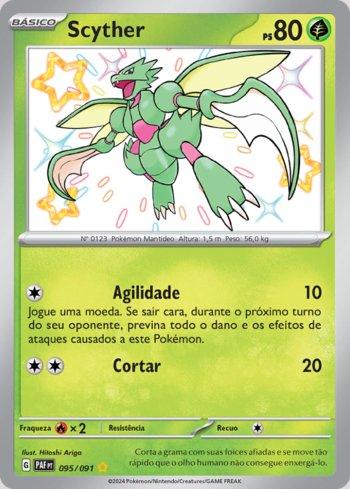 BÁSICO
Scyther
PS 80
Nº 0123 Pokémon Mantídeo Altura: 1,5 m Peso: 56,0 kg
Agilidade 10
Jogue uma moeda. Se sair cara, durante o próximo turno
do seu oponente, previna todo o dano e os efeitos de
ataques causados a este Pokémon.
Cortar 20
Fraqueza × 2 Resistência Recuo
Ilust. Hitoshi Ariga
G PAF PT 095/091
Corta a grama com suas foices afiadas e se move tão
rápido que o olho humano não consegue enxergá-lo.
©2024 Pokémon/Nintendo/Creatures/GAME FREAK